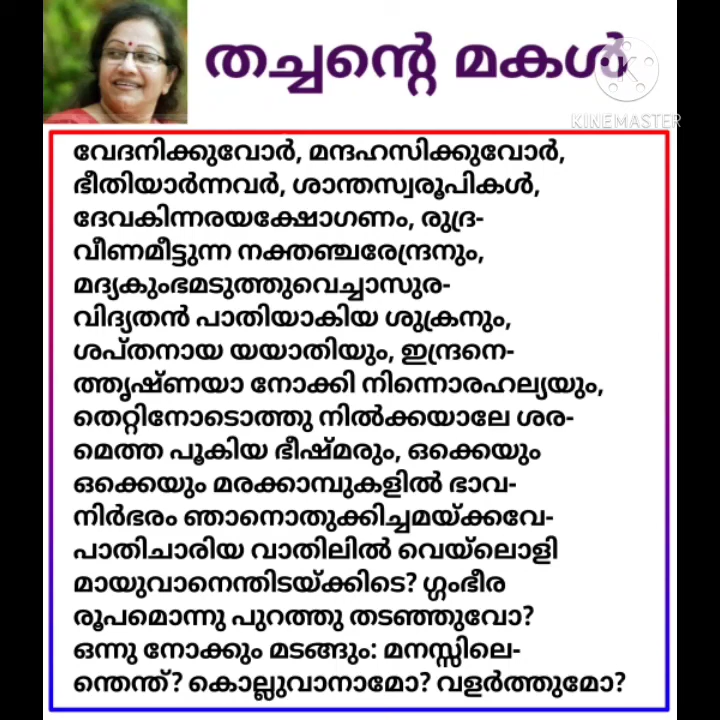 തച്ചന്റെ മകൾ
KINEMASTER
വേദനിക്കുവോർ, മന്ദഹസിക്കുവോർ,
ഭീതിയാർന്നവർ, ശാന്തസ്വരൂപികൾ,
ദേവകിന്നരയക്ഷോഗണം, രുദ്ര-
വീണമീട്ടുന്ന നക്തഞ്ചരേന്ദ്രനും,
മദ്യകുംഭമടുത്തുവെച്ചാസുര-
വിദ്യതൻ പാതിയാകിയ ശുക്രനും,
ശപ്തനായ യയാതിയും, ഇന്ദ്രനെ-
ത്തൃഷ്ണയാ നോക്കി നിന്നൊരഹല്യയും,
തെറ്റിനോടൊത്തു നിൽക്കയാലേ ശര-
മെത്ത പൂകിയ ഭീഷ്മരും, ഒക്കെയും
ഒക്കെയും മരക്കാമ്പുകളിൽ ഭാവ-
നിർഭരം ഞാനൊതുക്കിച്ചമയ്ക്കവേ-
പാതിചാരിയ വാതിലിൽ വെയ്‌ലൊളി
മായുവാനെന്തിടയ്ക്കിടെ? ഗ്ഗംഭീര
രൂപമൊന്നു പുറത്തു തടഞ്ഞുവോ?
ഒന്നു നോക്കും മടങ്ങും: മനസ്സിലെ-
ന്തെന്ത്? കൊല്ലുവാനാമോ? വളർത്തുമോ?